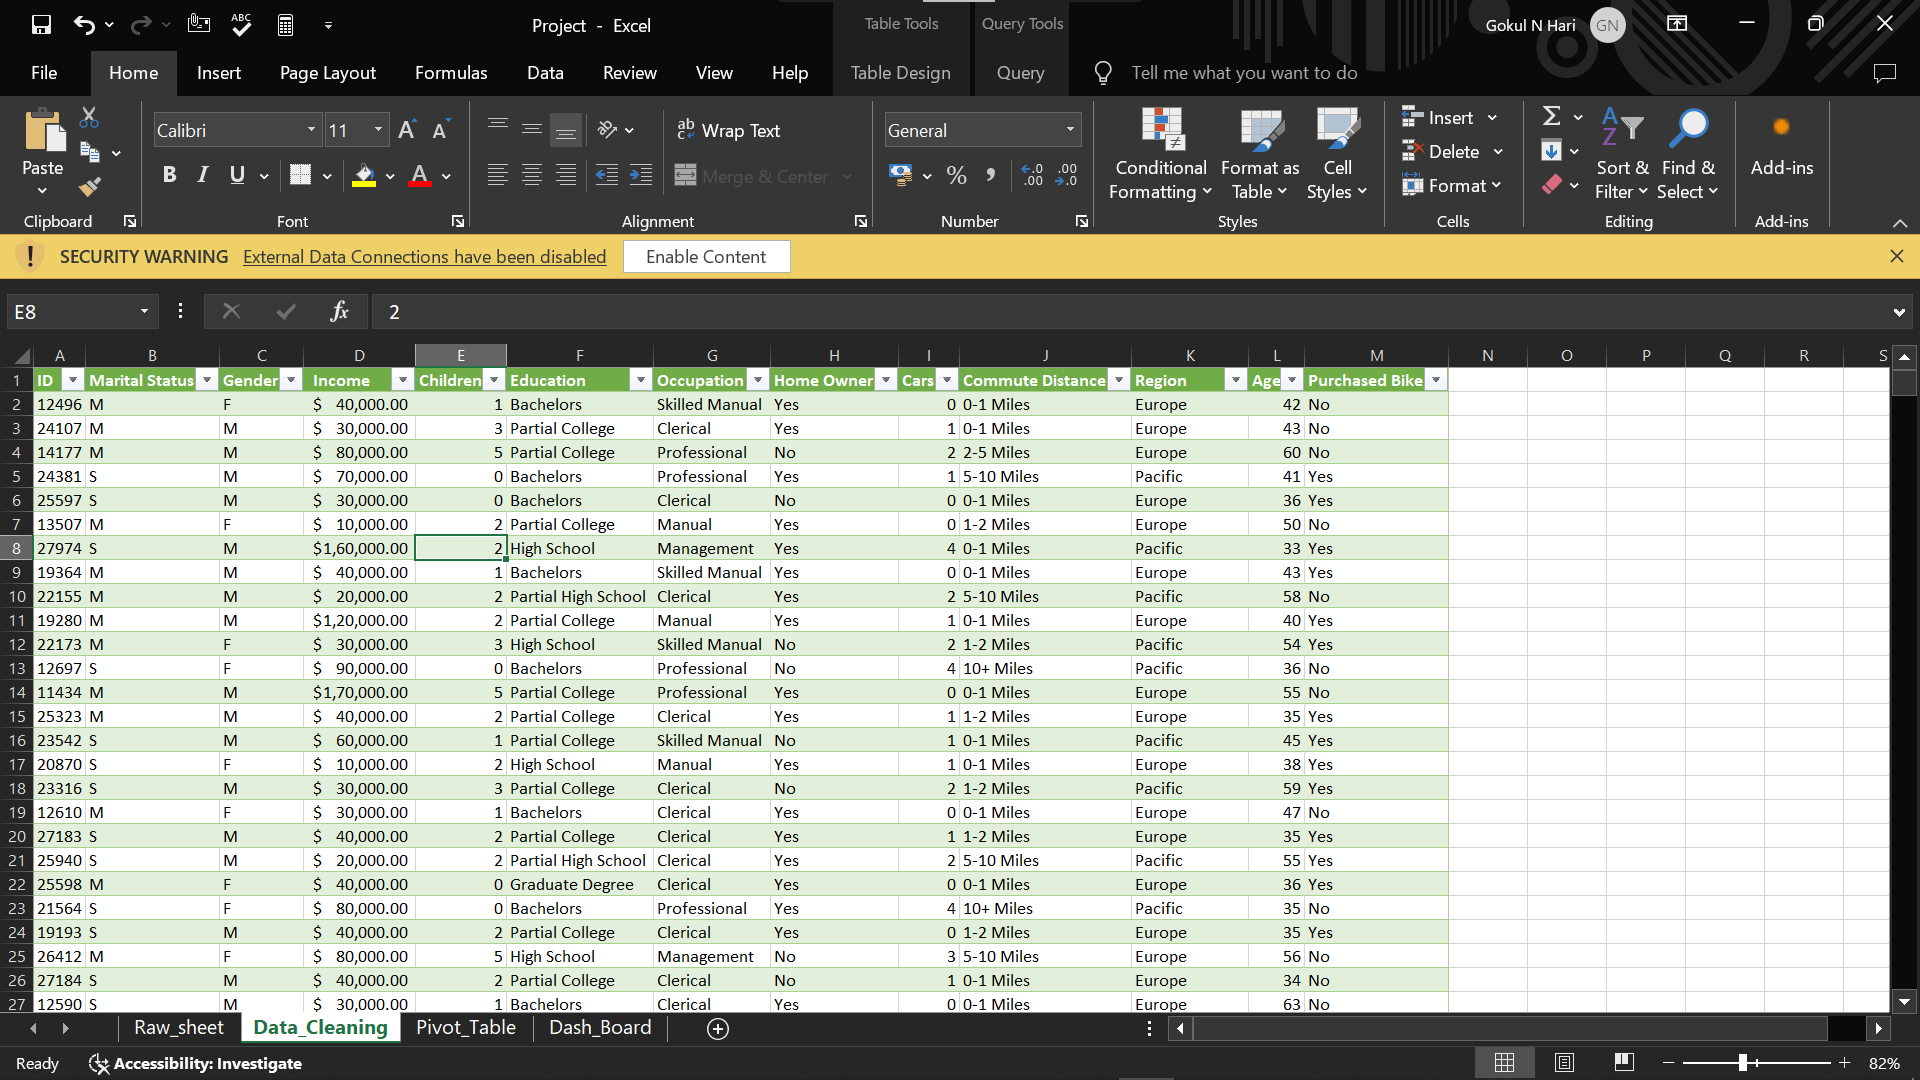 Project - Excel
Table Tools
Query Tools
Gokul N Hari
GN
File
Home
Insert
Page Layout
Formulas
Data
Review
View
Help
Table Design
Query
Tell me what you want to do
Paste
Clipboard
Calibri
11
A
A
B
I
U
A
Font
ab
c
Wrap Text
Merge & Center
Alignment
General
%
Number
Conditional
Formatting
Format as
Table
Cell
Styles
Styles
Insert
Delete
Format
Cells
Sort &
Filter
Find &
Select
Editing
Add-ins
Add-ins
SECURITY WARNING External Data Connections have been disabled Enable Content
E8
fx
2
A B C D E F G H I J K L M N O P Q R S
1 ID Marital Status Gender Income Children Education Occupation Home Owner Cars Commute Distance Region Age Purchased Bike
2 12496 M F $ 40,000.00 1 Bachelors Skilled Manual Yes 0 0-1 Miles Europe 42 No
3 24107 M M $ 30,000.00 3 Partial College Clerical Yes 1 0-1 Miles Europe 43 No
4 14177 M M $ 80,000.00 5 Partial College Professional No 2 2-5 Miles Europe 60 No
5 24381 S M $ 70,000.00 0 Bachelors Professional Yes 1 5-10 Miles Pacific 41 Yes
6 25597 S M $ 30,000.00 0 Bachelors Clerical No 0 0-1 Miles Europe 36 Yes
7 13507 M F $ 10,000.00 2 Partial College Manual Yes 0 1-2 Miles Europe 50 No
8 27974 S M $1,60,000.00 2 High School Management Yes 4 0-1 Miles Pacific 33 Yes
9 19364 M M $ 40,000.00 1 Bachelors Skilled Manual Yes 0 0-1 Miles Europe 43 Yes
10 22155 M M $ 20,000.00 2 Partial High School Clerical Yes 2 5-10 Miles Pacific 58 No
11 19280 M M $1,20,000.00 2 Partial College Manual Yes 1 0-1 Miles Europe 40 Yes
12 22173 M F $ 30,000.00 3 High School Skilled Manual No 2 1-2 Miles Pacific 54 Yes
13 12697 S F $ 90,000.00 0 Bachelors Professional No 4 10+ Miles Pacific 36 No
14 11434 M M $1,70,000.00 5 Partial College Professional Yes 0 0-1 Miles Europe 55 No
15 25323 M M $ 40,000.00 2 Partial College Clerical Yes 1 1-2 Miles Europe 35 Yes
16 23542 S M $ 60,000.00 1 Partial College Skilled Manual No 1 0-1 Miles Pacific 45 Yes
17 20870 S F $ 10,000.00 2 High School Manual Yes 1 0-1 Miles Europe 38 Yes
18 23316 S M $ 30,000.00 3 Partial College Clerical No 2 1-2 Miles Pacific 59 Yes
19 12610 M F $ 30,000.00 1 Bachelors Clerical Yes 0 0-1 Miles Europe 47 No
20 27183 S M $ 40,000.00 2 Partial College Clerical Yes 1 1-2 Miles Europe 35 Yes
21 25940 S M $ 20,000.00 2 Partial High School Clerical Yes 2 5-10 Miles Pacific 55 Yes
22 25598 M F $ 40,000.00 0 Graduate Degree Clerical Yes 0 0-1 Miles Europe 36 Yes
23 21564 S F $ 80,000.00 0 Bachelors Professional Yes 4 10+ Miles Pacific 35 No
24 19193 S M $ 40,000.00 2 Partial College Clerical Yes 0 1-2 Miles Europe 35 Yes
25 26412 M F $ 80,000.00 5 High School Management No 3 5-10 Miles Europe 56 No
26 27184 S M $ 40,000.00 2 Partial College Clerical No 1 0-1 Miles Europe 34 No
27 12590 S M $ 30,000.00 1 Bachelors Clerical Yes 0 0-1 Miles Europe 63 No
Raw_sheet Data_Cleaning Pivot_Table Dash_Board
Ready Accessibility: Investigate 82%